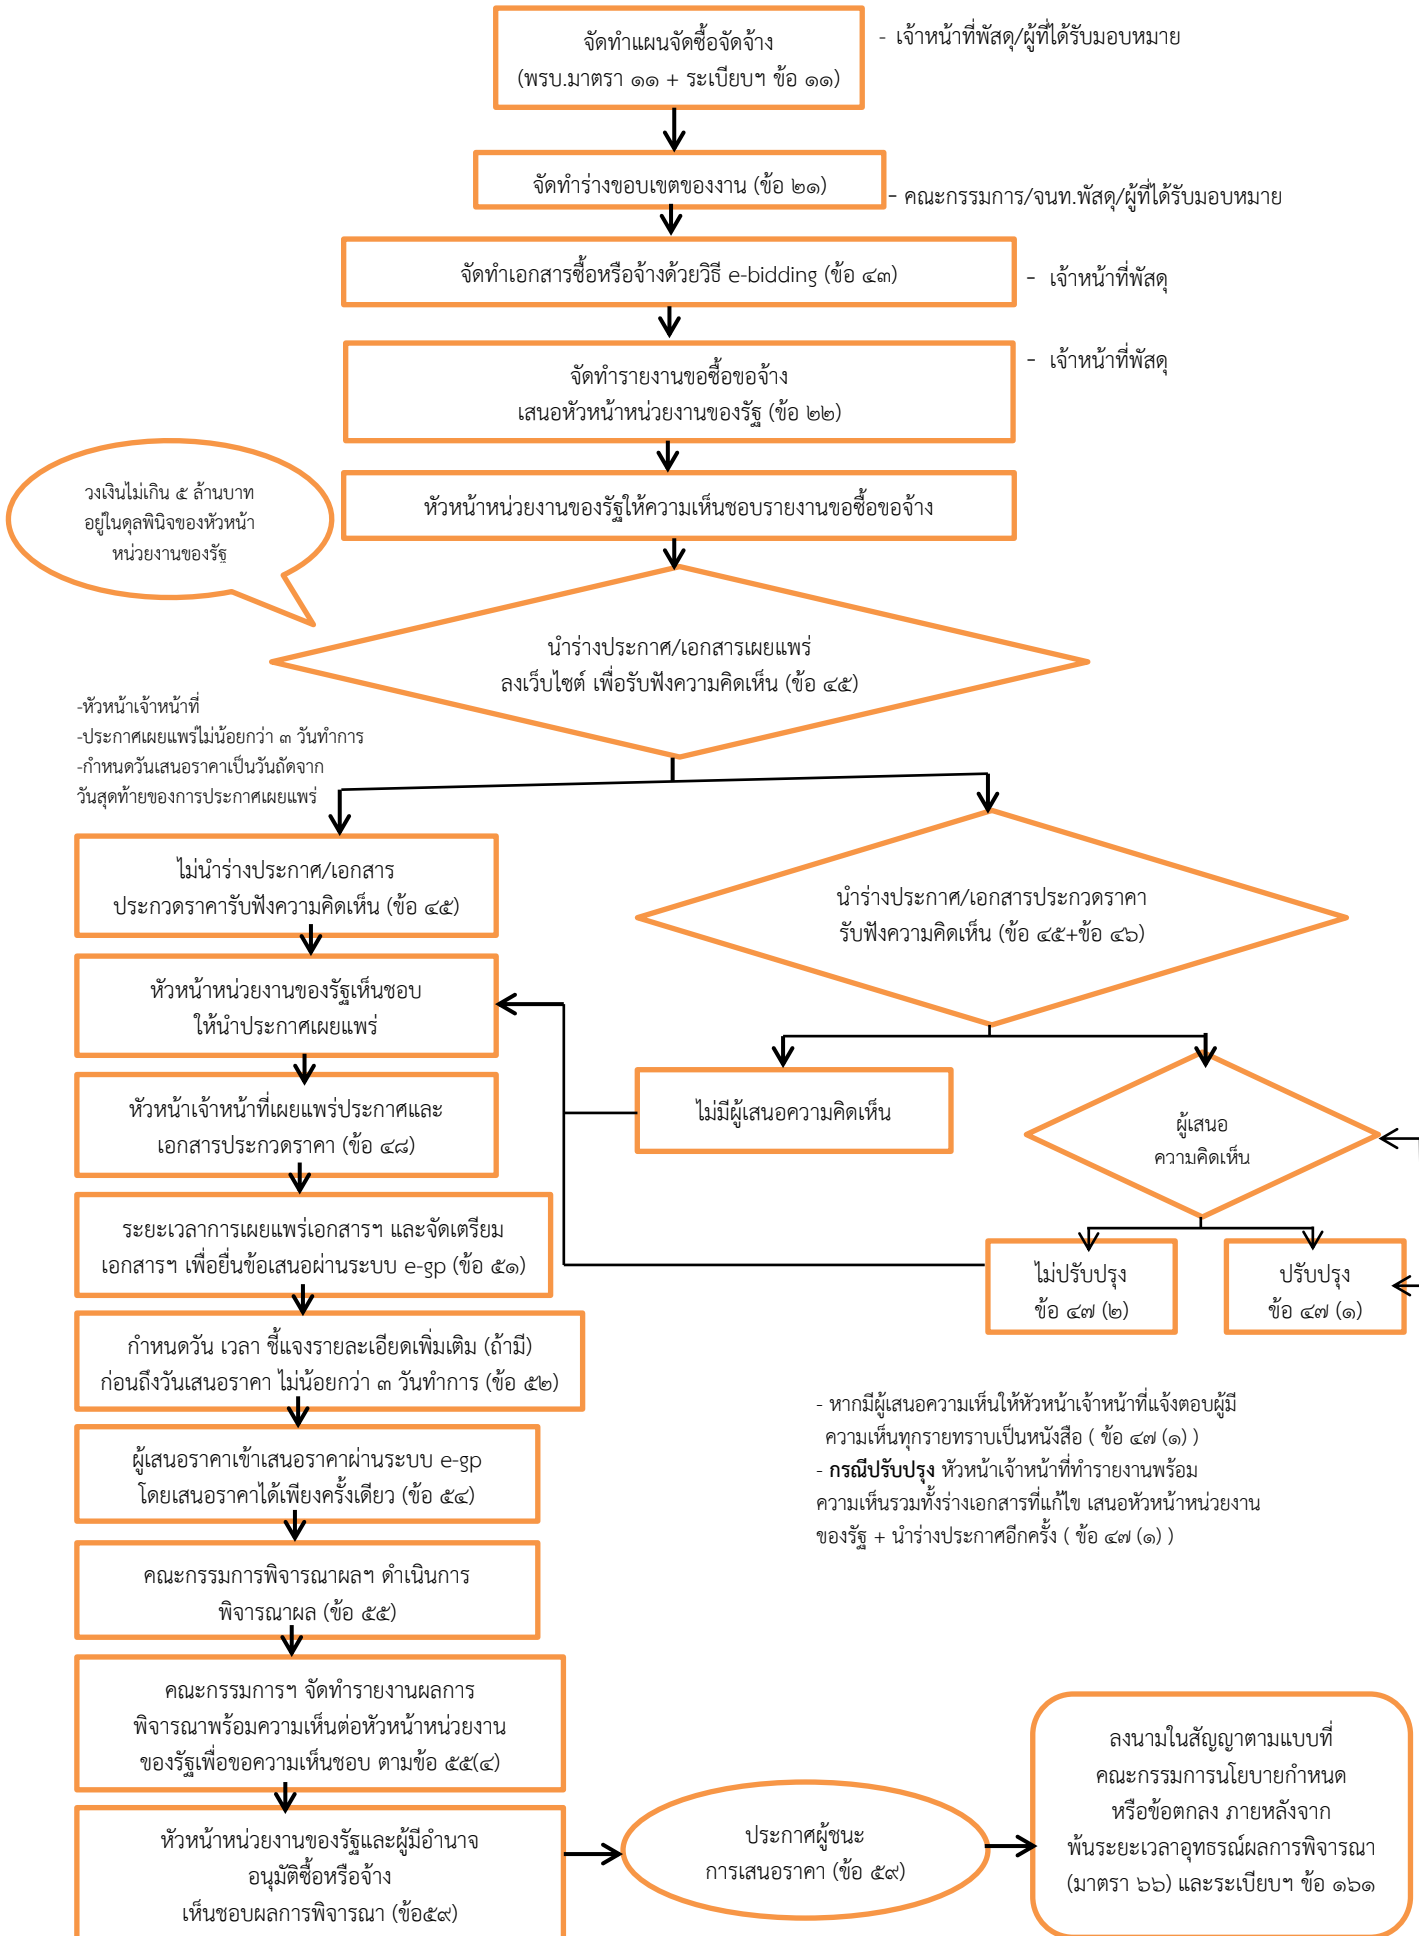 จัดทำแผนจัดซื้อจัดจ้าง
(พรบ.มาตรา ๑๑ + ระเบียบฯ ข้อ ๑๑)
- เจ้าหน้าที่พัสดุ/ผู้ที่ได้รับมอบหมาย
จัดทำร่างขอบเขตของงาน (ข้อ ๒๑)
- คณะกรรมการ/จนท.พัสดุ/ผู้ที่ได้รับมอบหมาย
จัดทำเอกสารซื้อหรือจ้างด้วยวิธี e-bidding (ข้อ ๔๓)
- เจ้าหน้าที่พัสดุ
จัดทำรายงานขอซื้อขอจ้าง
เสนอหัวหน้าหน่วยงานของรัฐ (ข้อ ๒๒)
- เจ้าหน้าที่พัสดุ
วงเงินไม่เกิน ๕ ล้านบาท
อยู่ในดุลพินิจของหัวหน้า
หน่วยงานของรัฐ
หัวหน้าหน่วยงานของรัฐให้ความเห็นชอบรายงานขอซื้อขอจ้าง
นำร่างประกาศ/เอกสารเผยแพร่
ลงเว็บไซต์ เพื่อรับฟังความคิดเห็น (ข้อ ๔๕)
-หัวหน้าเจ้าหน้าที่
-ประกาศเผยแพร่ไม่น้อยกว่า ๓ วันทำการ
-กำหนดวันเสนอราคาเป็นวันถัดจาก
วันสุดท้ายของการประกาศเผยแพร่
ไม่นำร่างประกาศ/เอกสาร
ประกวดราคารับฟังความคิดเห็น (ข้อ ๔๕)
นำร่างประกาศ/เอกสารประกวดราคา
รับฟังความคิดเห็น (ข้อ ๔๕+ข้อ ๔๖)
หัวหน้าหน่วยงานของรัฐเห็นชอบ
ให้นำประกาศเผยแพร่
หัวหน้าเจ้าหน้าที่เผยแพร่ประกาศและ
เอกสารประกวดราคา (ข้อ ๔๘)
ไม่มีผู้เสนอความคิดเห็น
ผู้เสนอ
ความคิดเห็น
ระยะเวลาการเผยแพร่เอกสารฯ และจัดเตรียม
เอกสารฯ เพื่อยื่นข้อเสนอผ่านระบบ e-gp (ข้อ ๕๑)
ไม่ปรับปรุง
ข้อ ๔๗ (๒)
ปรับปรุง
ข้อ ๔๗ (๑)
กำหนดวัน เวลา ชี้แจงรายละเอียดเพิ่มเติม (ถ้ามี)
ก่อนถึงวันเสนอราคา ไม่น้อยกว่า ๓ วันทำการ (ข้อ ๕๒)
- หากมีผู้เสนอความเห็นให้หัวหน้าเจ้าหน้าที่แจ้งตอบผู้มี
ความเห็นทุกรายทราบเป็นหนังสือ ( ข้อ ๔๗ (๑) )
- กรณีปรับปรุง หัวหน้าเจ้าหน้าที่ทำรายงานพร้อม
ความเห็นรวมทั้งร่างเอกสารที่แก้ไข เสนอหัวหน้าหน่วยงาน
ของรัฐ + นำร่างประกาศอีกครั้ง ( ข้อ ๔๗ (๑) )
ผู้เสนอราคาเข้าเสนอราคาผ่านระบบ e-gp
โดยเสนอราคาได้เพียงครั้งเดียว (ข้อ ๕๔)
คณะกรรมการพิจารณาผลฯ ดำเนินการ
พิจารณาผล (ข้อ ๕๕)
คณะกรรมการฯ จัดทำรายงานผลการ
พิจารณาพร้อมความเห็นต่อหัวหน้าหน่วยงาน
ของรัฐเพื่อขอความเห็นชอบ ตามข้อ ๕๕(๔)
หัวหน้าหน่วยงานของรัฐและผู้มีอำนาจ
อนุมัติซื้อหรือจ้าง
เห็นชอบผลการพิจารณา (ข้อ๕๙)
ประกาศผู้ชนะ
การเสนอราคา (ข้อ ๕๙)
ลงนามในสัญญาตามแบบที่
คณะกรรมการนโยบายกำหนด
หรือข้อตกลง ภายหลังจาก
พ้นระยะเวลาอุทธรณ์ผลการพิจารณา
(มาตรา ๖๖) และระเบียบฯ ข้อ ๑๖๑